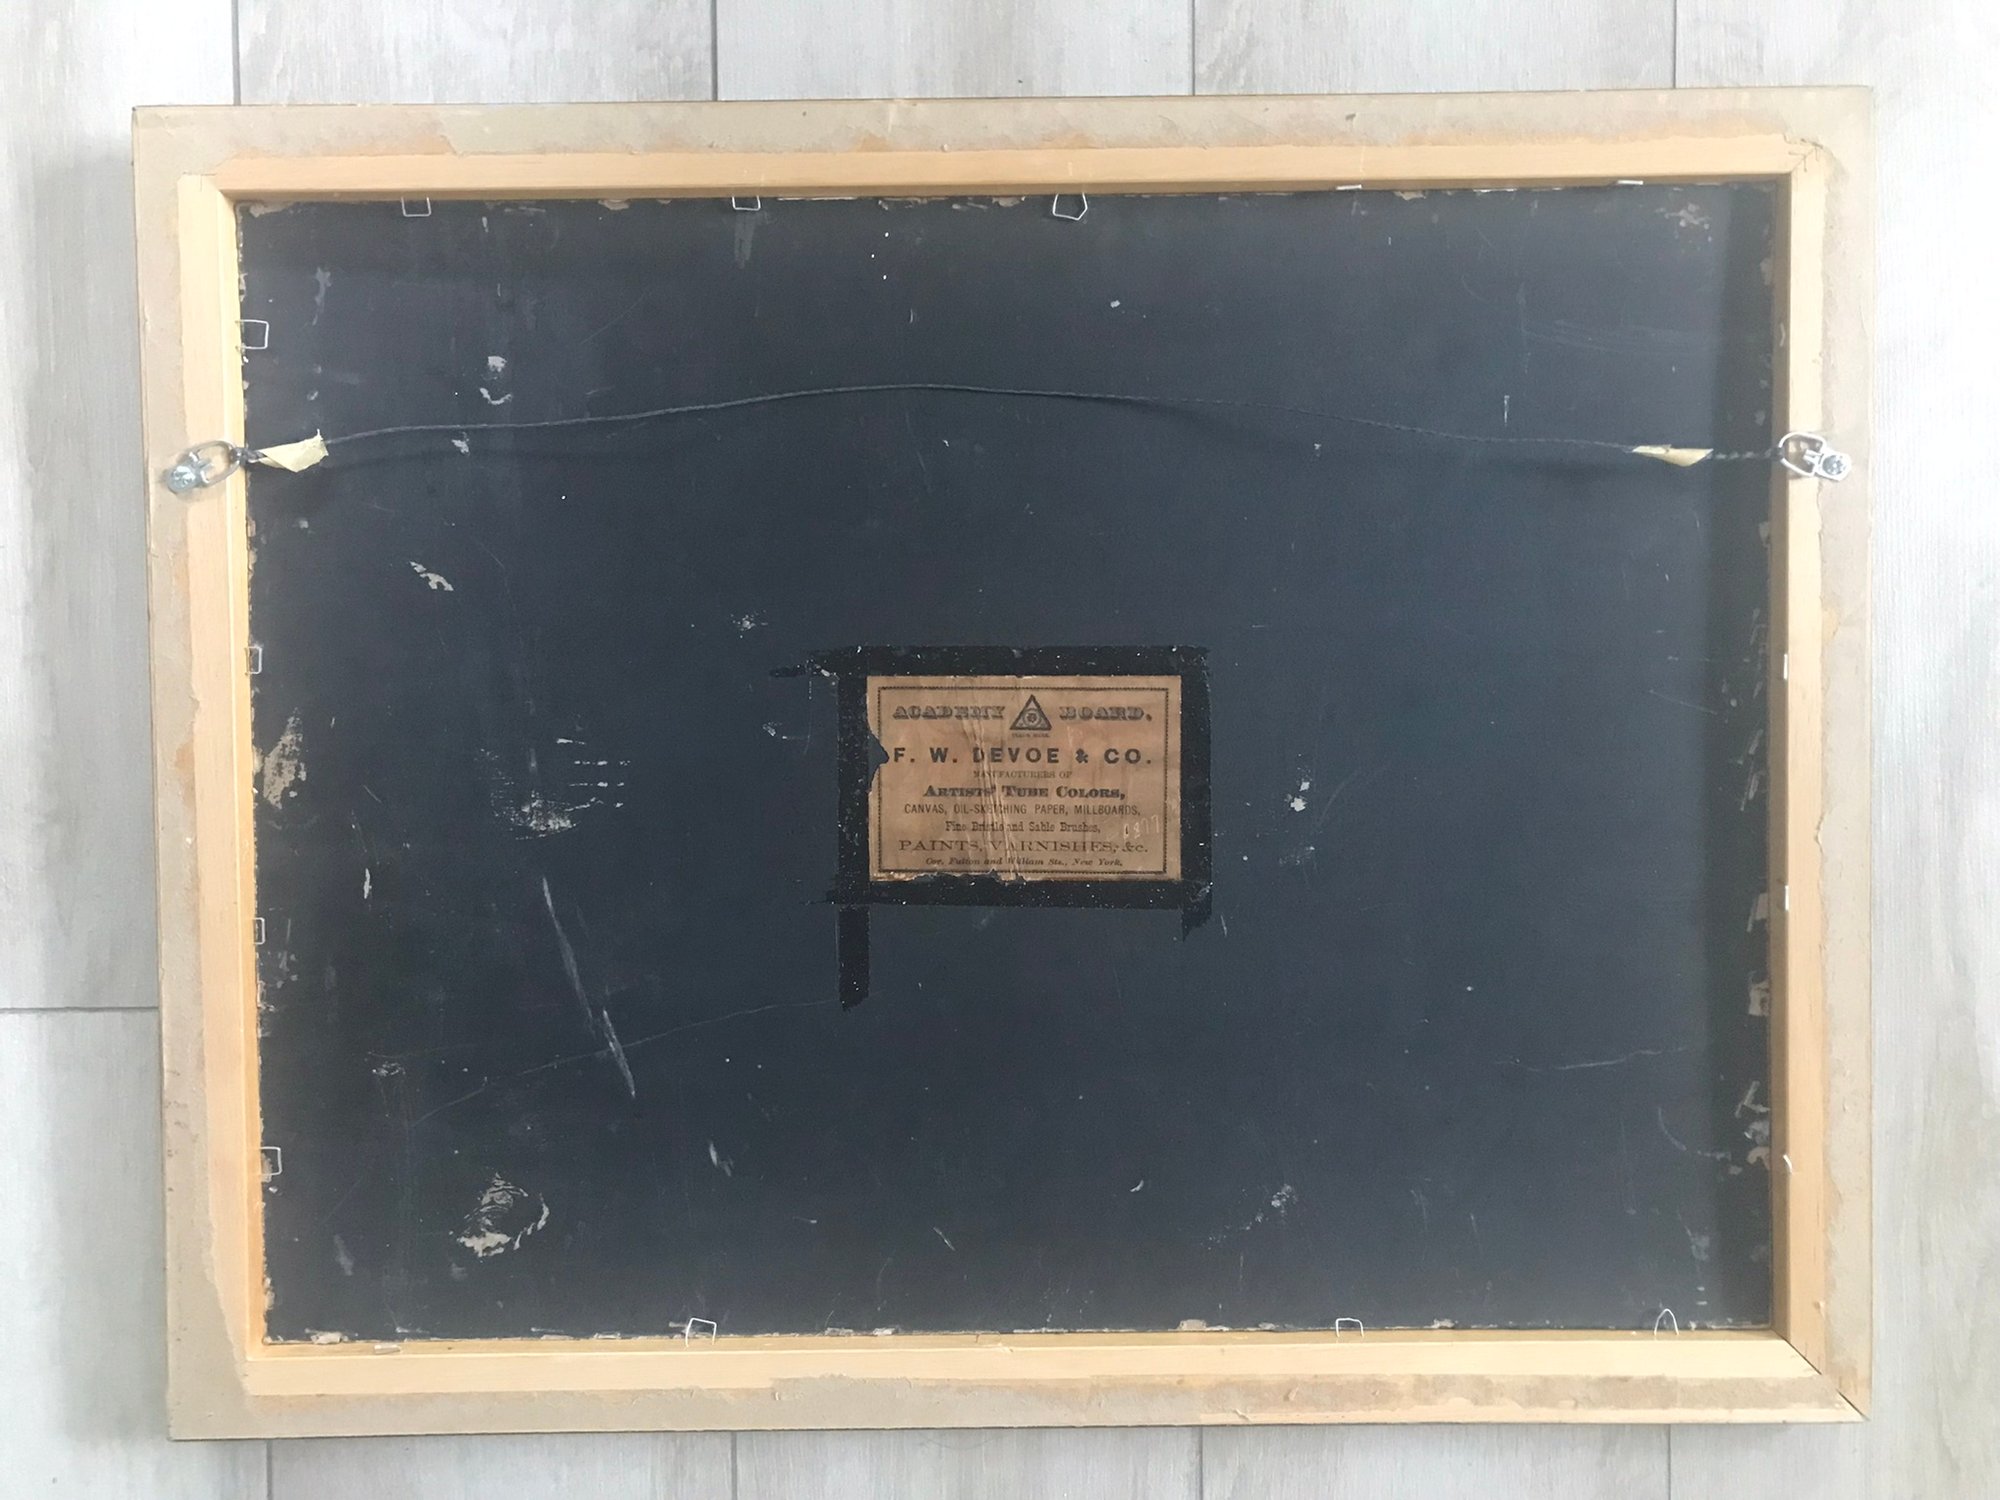 ACADEMY BOARD.
TRADE MARK.
F. W. DEVOE & CO.
MANUFACTURERS OF
ARTISTS' TUBE COLORS,
CANVAS, OIL-SKETCHING PAPER, MILLBOARDS,
Fine Bristle and Sable Brushes,
PAINTS, VARNISHES, &c.
Cor. Fulton and William Sts., New York.